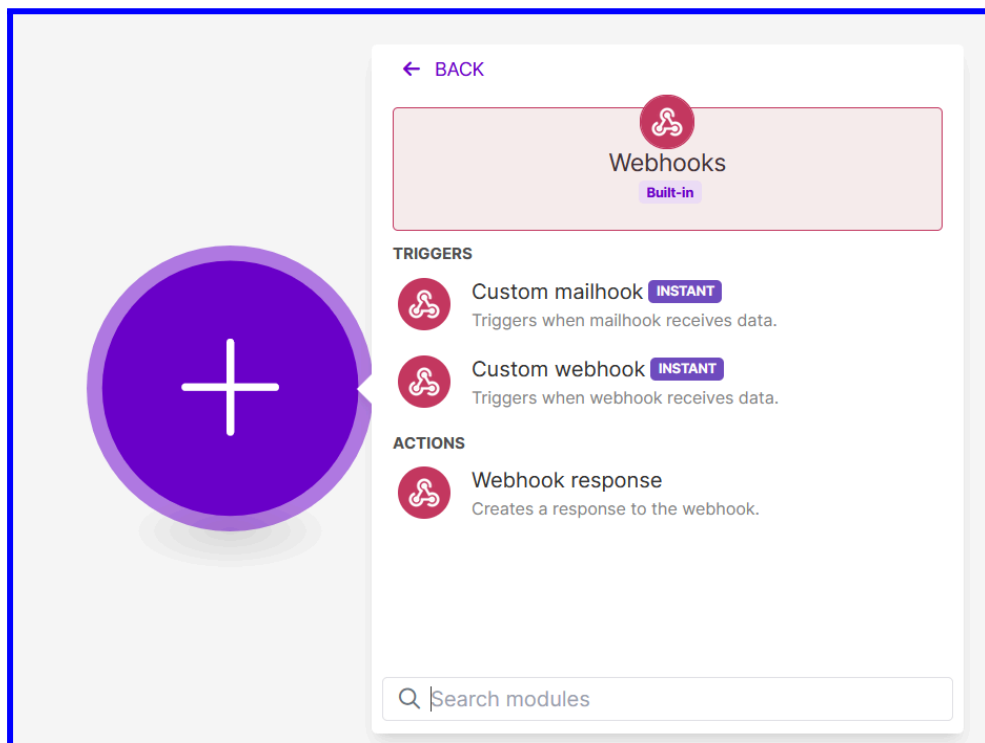 BACK
Webhooks
Built-in
TRIGGERS
Custom mailhook INSTANT
Triggers when mailhook receives data.
Custom webhook INSTANT
Triggers when webhook receives data.
ACTIONS
Webhook response
Creates a response to the webhook.
Search modules